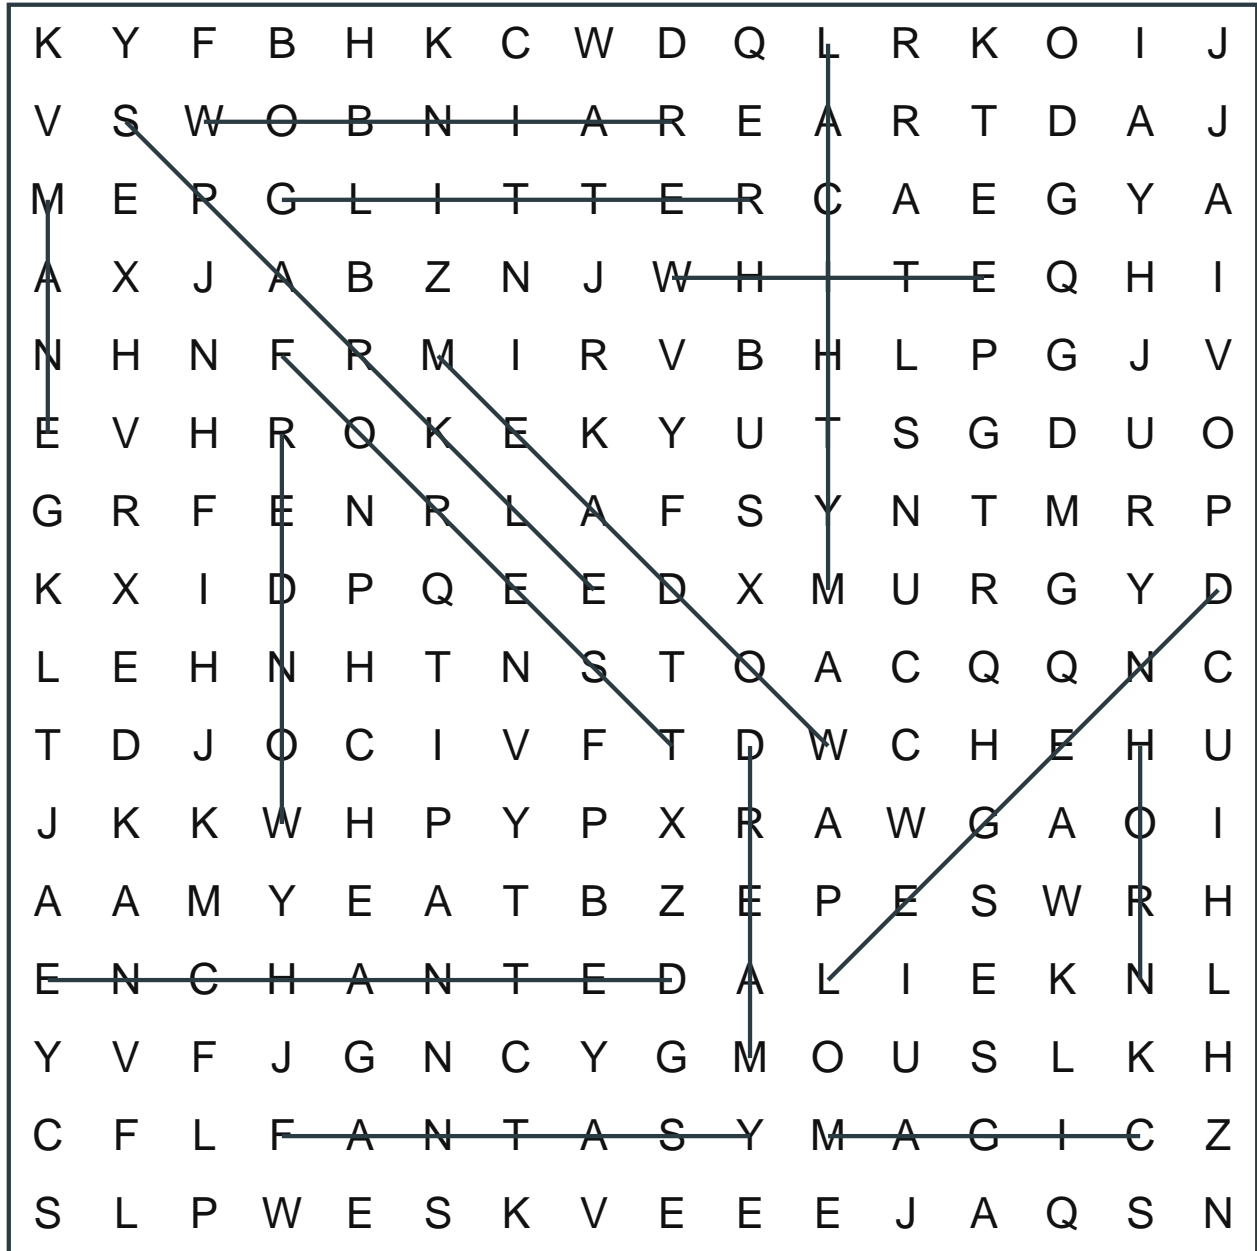 K Y F B H K C W D Q L R K O I J
V S W O B N I A R E A R T D A J
M E P G L I T T E R C A E G Y A
A X J A B Z N J W H I T E Q H I
N H N F R M I R V B H L P G J V
E V H R O K E K Y U T S G D U O
G R F E N R L A F S Y N T M R P
K X I D P Q E E D X M U R G Y D
L E H N H T N S T O A C Q Q N C
T D J O C I V F T D W C H E H U
J K K W H P Y P X R A W G A O I
A A M Y E A T B Z E P E S W R H
E N C H A N T E D A L I E K N L
Y V F J G N C Y G M O U S L K H
C F L F A N T A S Y M A G I C Z
S L P W E S K V E E E J A Q S N